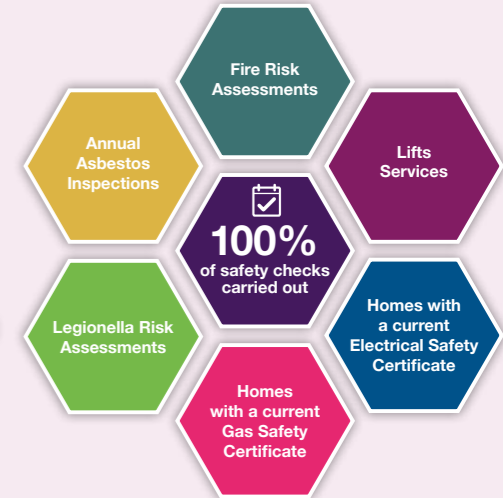 Fire Risk
Assessments
Annual
Asbestos
Inspections
Lifts
Services
100%
of safety checks
carried out
Legionella Risk
Assessments
Homes with
a current
Electrical Safety
Certificate
Homes
with a current
Gas Safety
Certificate